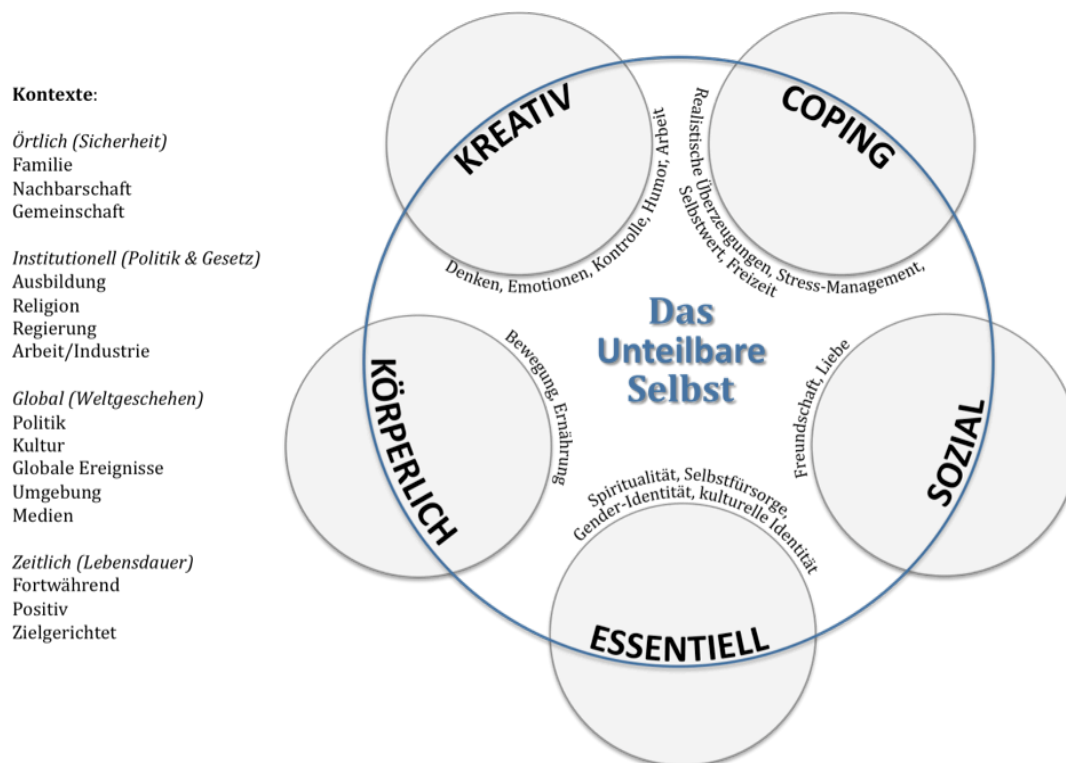 Kontexte:
Örtlich (Sicherheit)
Familie
Nachbarschaft
Gemeinschaft
Institutionell (Politik & Gesetz)
Ausbildung
Religion
Regierung
Arbeit/Industrie
Global (Weltgeschehen)
Politik
Kultur
Globale Ereignisse
Umgebung
Medien
Zeitlich (Lebensdauer)
Fortwährend
Positiv
Zielgerichtet
KREATIV
Denken, Emotionen, Kontrolle, Humor, Arbeit
COPING
Realistische Überzeugungen, Stress-Management,
Selbstwert, Freizeit
Das
Unteilbare
Selbst
KÖRPERLICH
Bewegung, Ernährung
SOZIAL
Freundschaft, Liebe
Spiritualität, Selbstfürsorge,
Gender-Identität, kulturelle Identität
ESSENTIELL